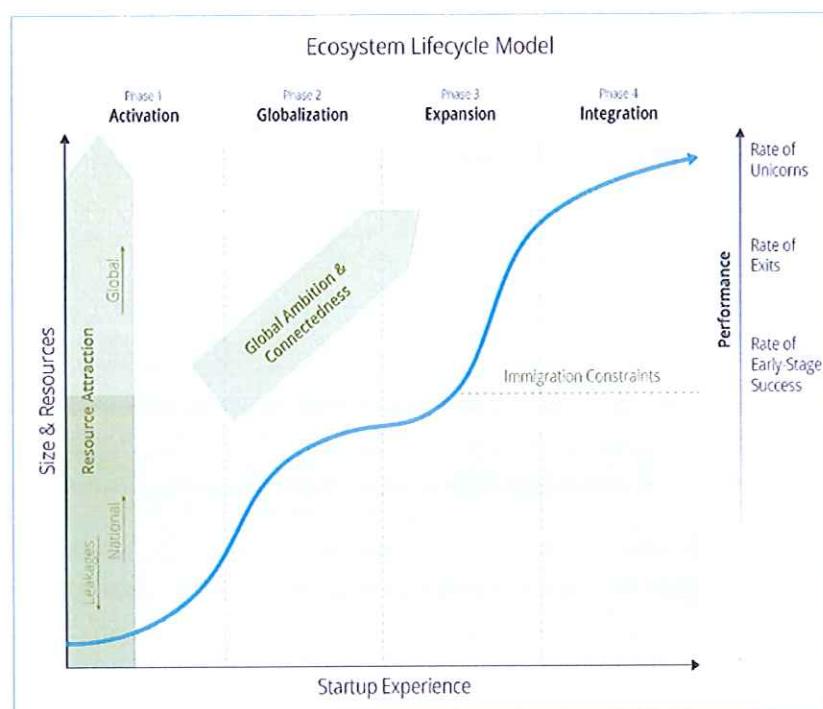 Ecosystem Lifecycle Model
Phase 1
Activation
Phase 2
Globalization
Phase 3
Expansion
Phase 4
Integration
Size & Resources
Resource Attraction
Global
National
Leakages
Global Ambition &
Connectedness
Immigration Constraints
Performance
Rate of
Unicorns
Rate of
Exits
Rate of
Early-Stage
Success
Startup Experience